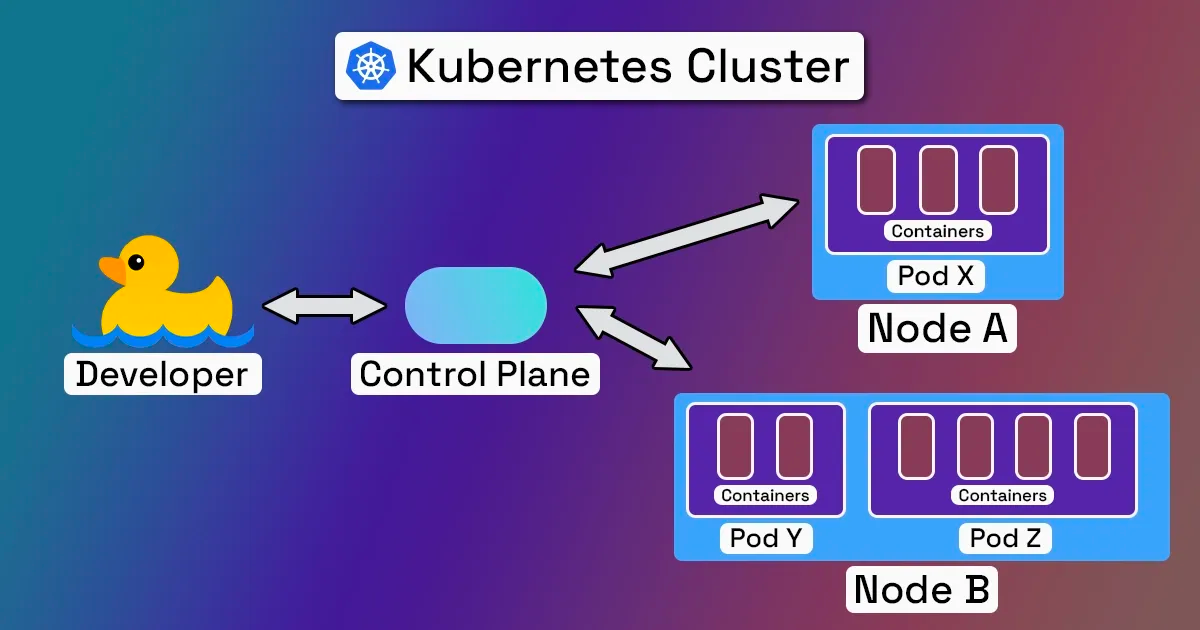 Kubernetes Cluster
Developer
Control Plane
Containers
Pod X
Node A
Containers
Containers
Pod Y
Pod Z
Node B